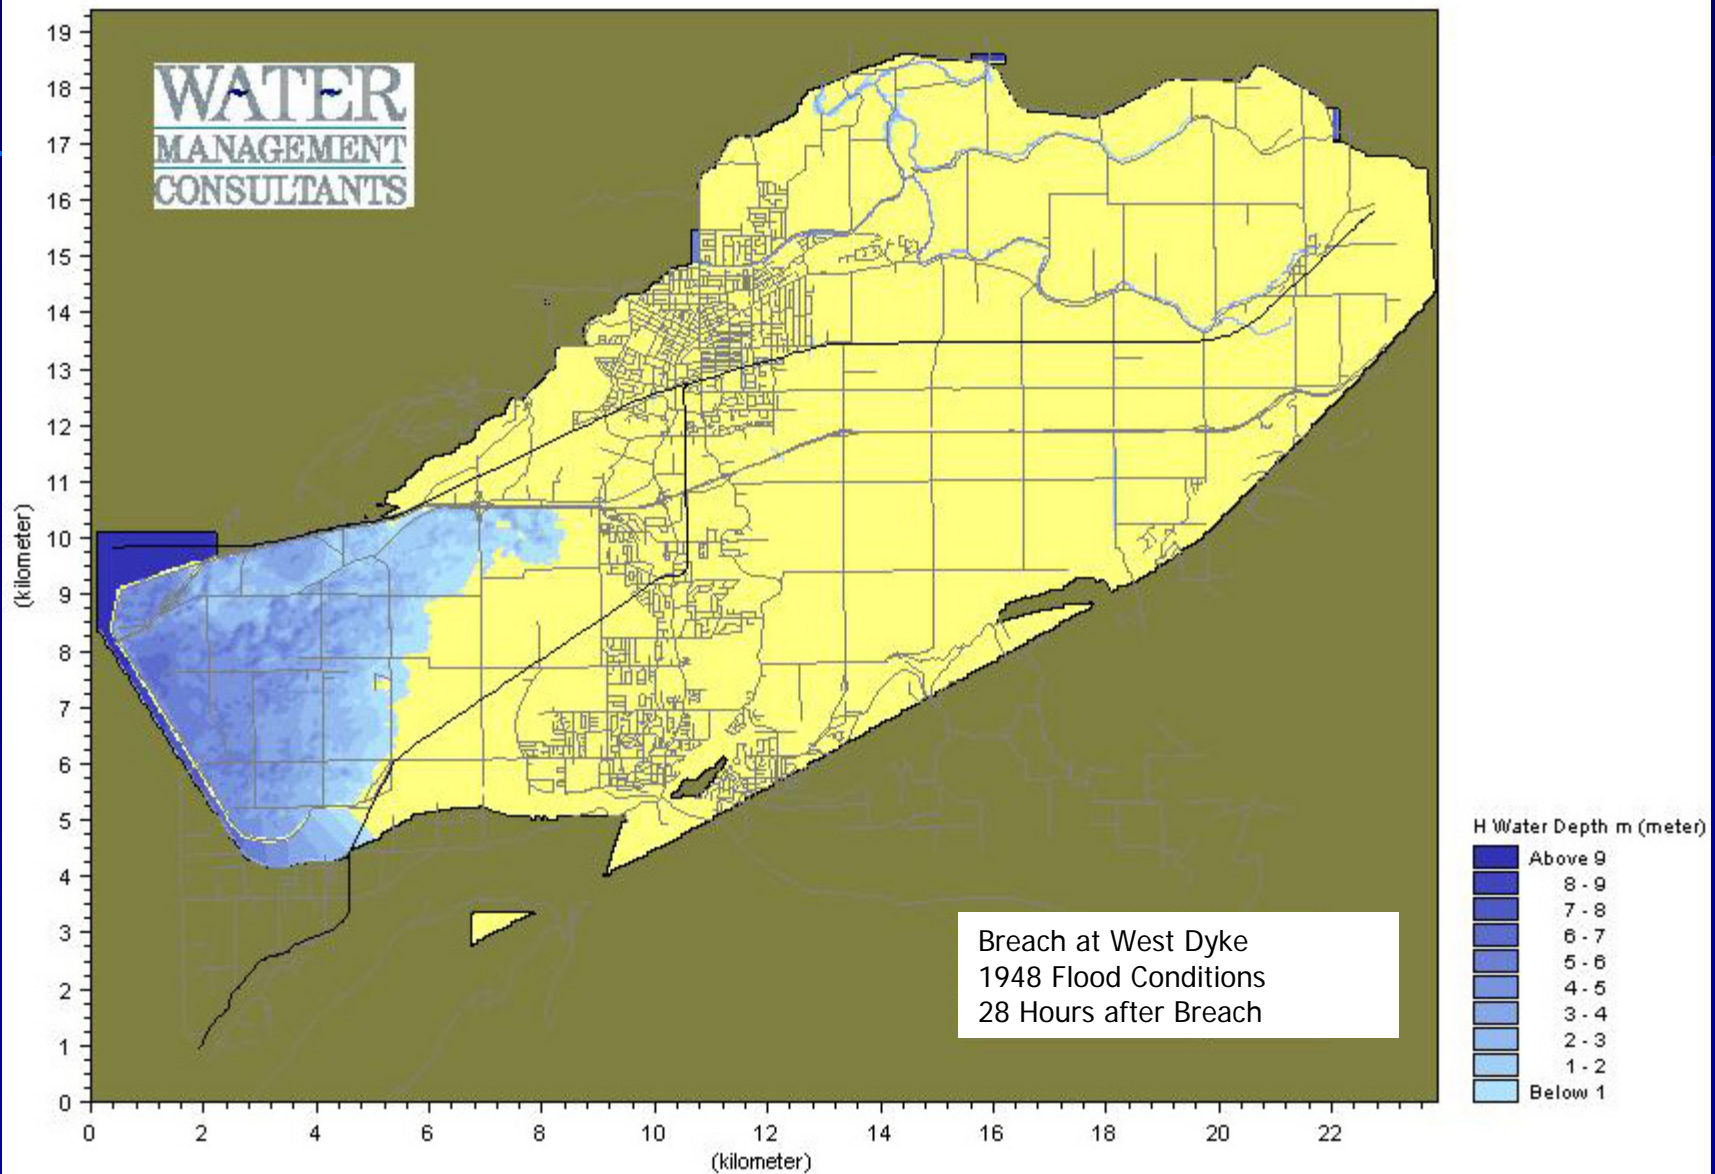 WATER
MANAGEMENT
CONSULTANTS
19
18
17
16
15
14
13
12
11
10
9
8
7
6
5
4
3
2
1
0
(kilometer)
0 2 4 6 8 10 12 14 16 18 20 22
(kilometer)
Breach at West Dyke
1948 Flood Conditions
28 Hours after Breach
H Water Depth m (meter)
Above 9
8 - 9
7 - 8
6 - 7
5 - 6
4 - 5
3 - 4
2 - 3
1 - 2
Below 1